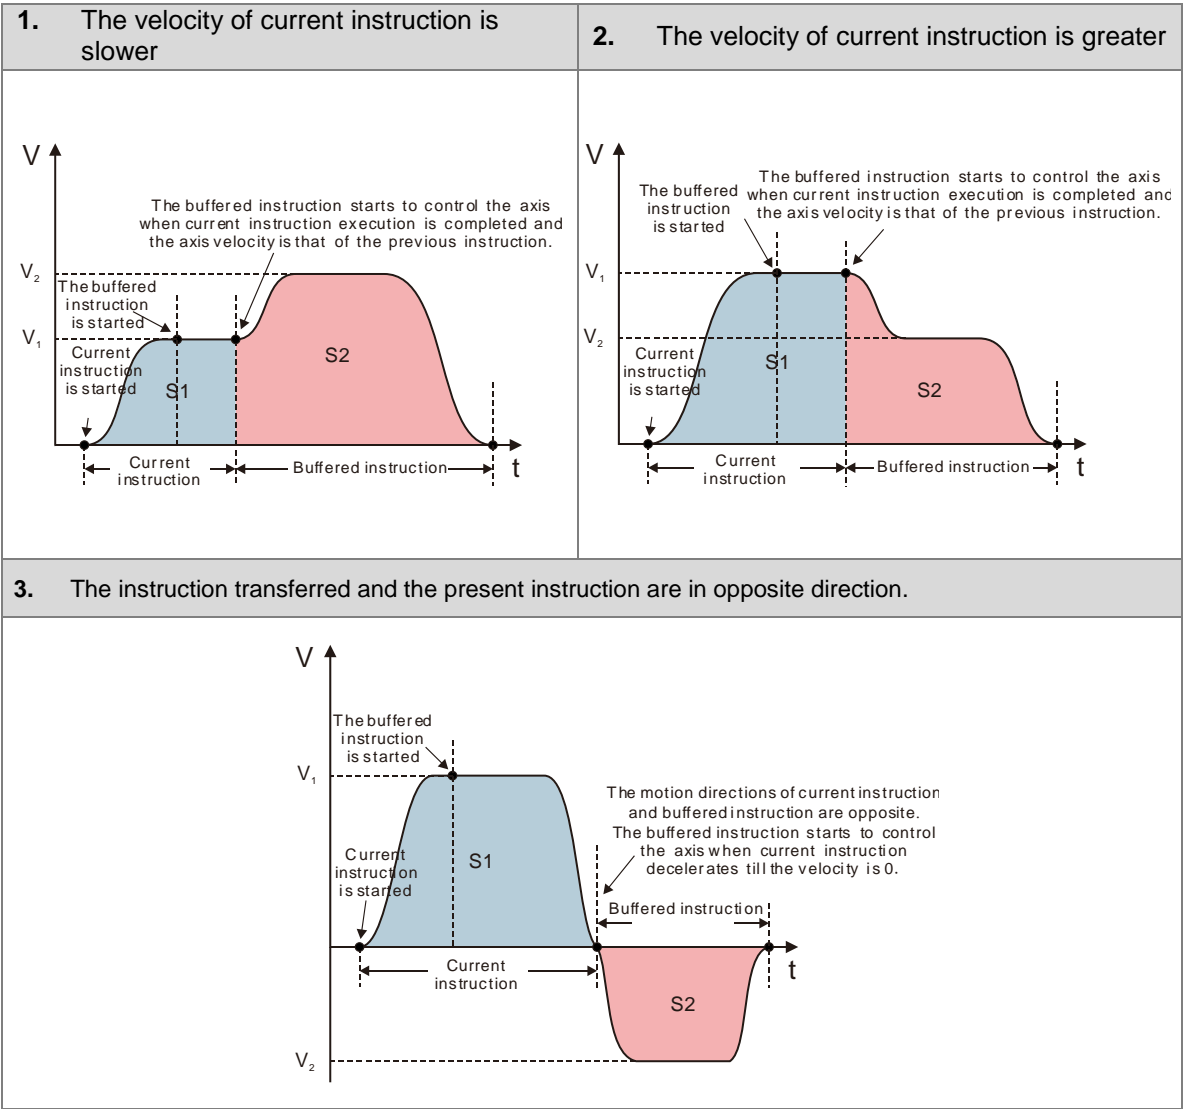 1. The velocity of current instruction is
slower
2. The velocity of current instruction is greater
V
The buffered instruction starts to control the axis
when current instruction execution is completed and
the axis velocity is that of the previous instruction.
V2
The buffered
instruction
is started
V1
Current
instruction
is started
S1
S2
Current
instruction
Buffered instruction
t
V
The buffered instruction starts to control the axis
when current instruction execution is completed and
the axis velocity is that of the previous instruction.
The buffered
instruction
is started
V1
V2
Current
instruction
is started
S1
S2
Current
instruction
Buffered instruction
t
3. The instruction transferred and the present instruction are in opposite direction.
V
The buffered
instruction
is started
V1
The motion directions of current instruction
and buffered instruction are opposite.
The buffered instruction starts to control
the axis when current instruction
decelerates till the velocity is 0.
Current
instruction
is started
S1
Buffered instruction
Current
instruction
t
S2
V2